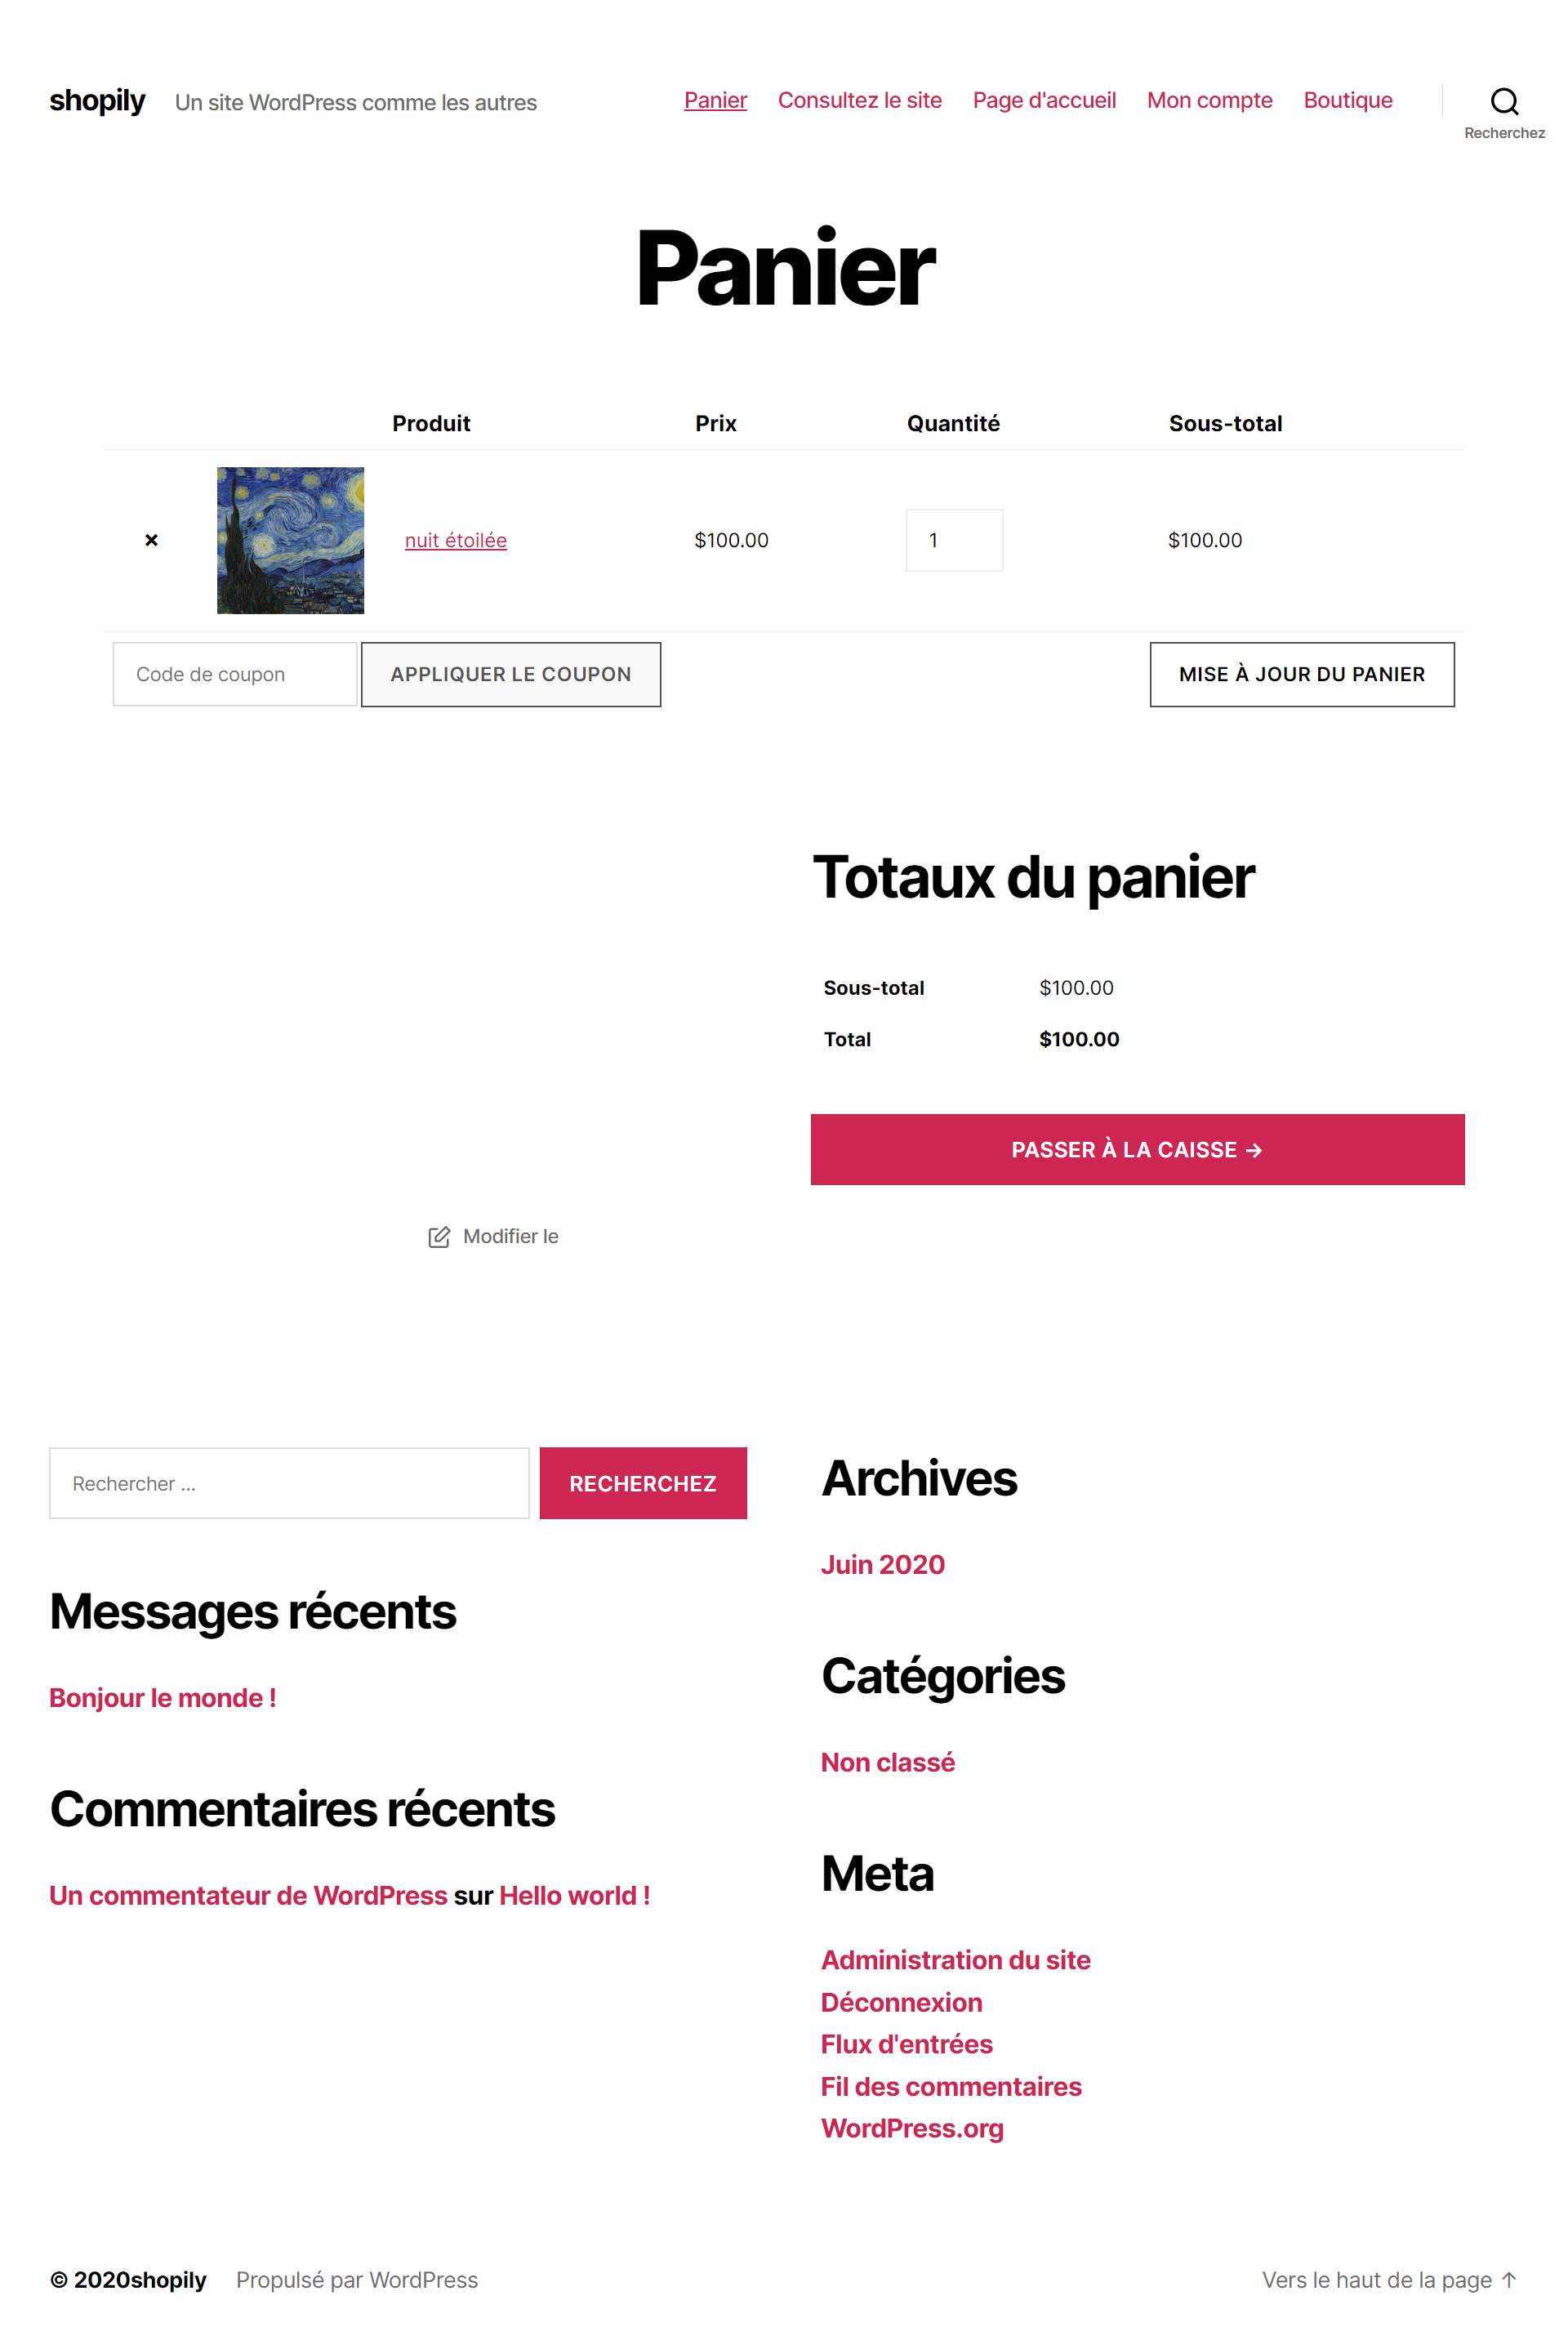 shopily Un site WordPress comme les autres Panier Consultez le site Page d'accueil Mon compte Boutique
Recherchez
Panier
Produit Prix Quantité Sous-total
× nuit étoilée $100.00 1 $100.00
Code de coupon APPLIQUER LE COUPON MISE À JOUR DU PANIER
Totaux du panier
Sous-total $100.00
Total $100.00
PASSER À LA CAISSE →
Modifier le
Rechercher ... RECHERCHEZ
Messages récents
Bonjour le monde !
Commentaires récents
Un commentateur de WordPress sur Hello world !
Archives
Juin 2020
Catégories
Non classé
Meta
Administration du site
Déconnexion
Flux d'entrées
Fil des commentaires
WordPress.org
© 2020shopily Propulsé par WordPress Vers le haut de la page ↑